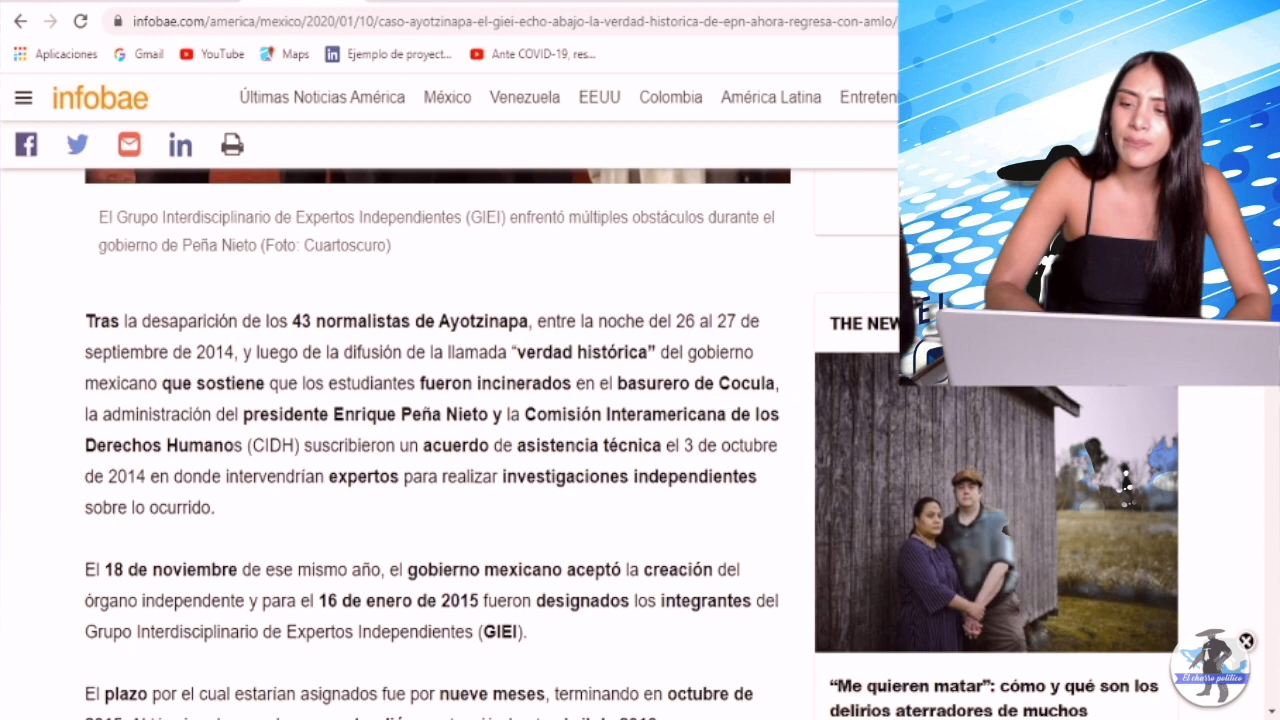 infobae.com/america/mexico/2020/01/10/caso-ayotzinapa-el-giei-echo-abajo-la-verdad-historica-de-epn-ahora-regresa-con-amlo/
Aplicaciones Gmail YouTube Maps Ejemplo de proyect... Ante COVID-19, res...
infobae Últimas Noticias América México Venezuela EEUU Colombia América Latina Entreten
El Grupo Interdisciplinario de Expertos Independientes (GIEI) enfrentó múltiples obstáculos durante el
gobierno de Peña Nieto (Foto: Cuartoscuro)
Tras la desaparición de los 43 normalistas de Ayotzinapa, entre la noche del 26 al 27 de
septiembre de 2014, y luego de la difusión de la llamada “verdad histórica” del gobierno
mexicano que sostiene que los estudiantes fueron incinerados en el basurero de Cocula,
la administración del presidente Enrique Peña Nieto y la Comisión Interamericana de los
Derechos Humanos (CIDH) suscribieron un acuerdo de asistencia técnica el 3 de octubre
de 2014 en donde intervendrían expertos para realizar investigaciones independientes
sobre lo ocurrido.
El 18 de noviembre de ese mismo año, el gobierno mexicano aceptó la creación del
órgano independiente y para el 16 de enero de 2015 fueron designados los integrantes del
Grupo Interdisciplinario de Expertos Independientes (GIEI).
El plazo por el cual estarían asignados fue por nueve meses, terminando en octubre de
THE NEW
“Me quieren matar”: cómo y qué son los
delirios aterradores de muchos
El charro político